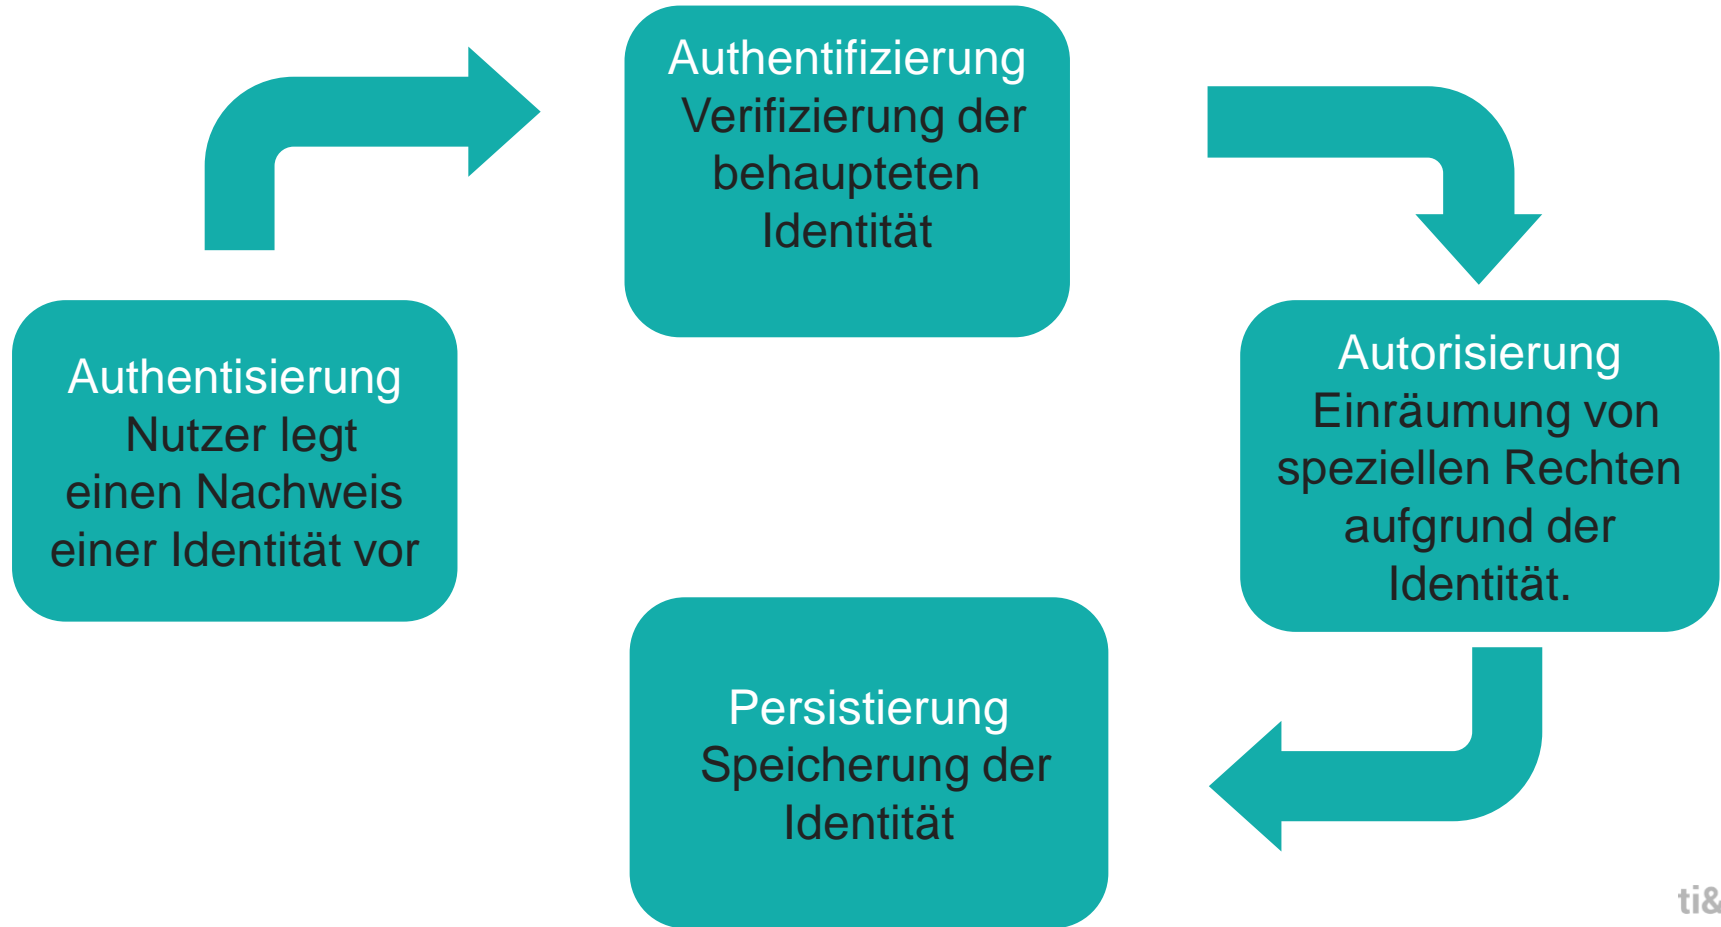 Authentifizierung
Verifizierung der
behaupteten
Identität
Authentisierung
Nutzer legt
einen Nachweis
einer Identität vor
Autorisierung
Einräumung von
speziellen Rechten
aufgrund der
Identität.
Persistierung
Speicherung der
Identität
ti&